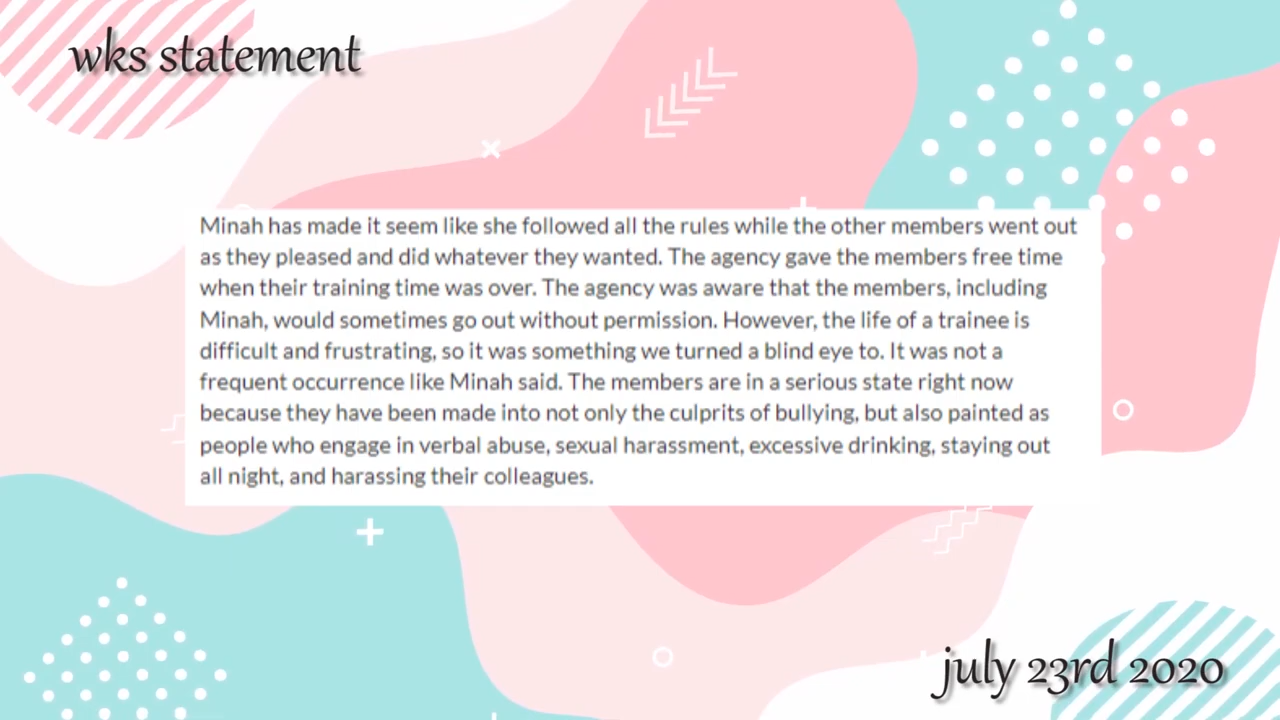 wks statement
Minah has made it seem like she followed all the rules while the other members went out
as they pleased and did whatever they wanted. The agency gave the members free time
when their training time was over. The agency was aware that the members, including
Minah, would sometimes go out without permission. However, the life of a trainee is
difficult and frustrating, so it was something we turned a blind eye to. It was not a
frequent occurrence like Minah said. The members are in a serious state right now
because they have been made into not only the culprits of bullying, but also painted as
people who engage in verbal abuse, sexual harassment, excessive drinking, staying out
all night, and harassing their colleagues.
july 23rd 2020